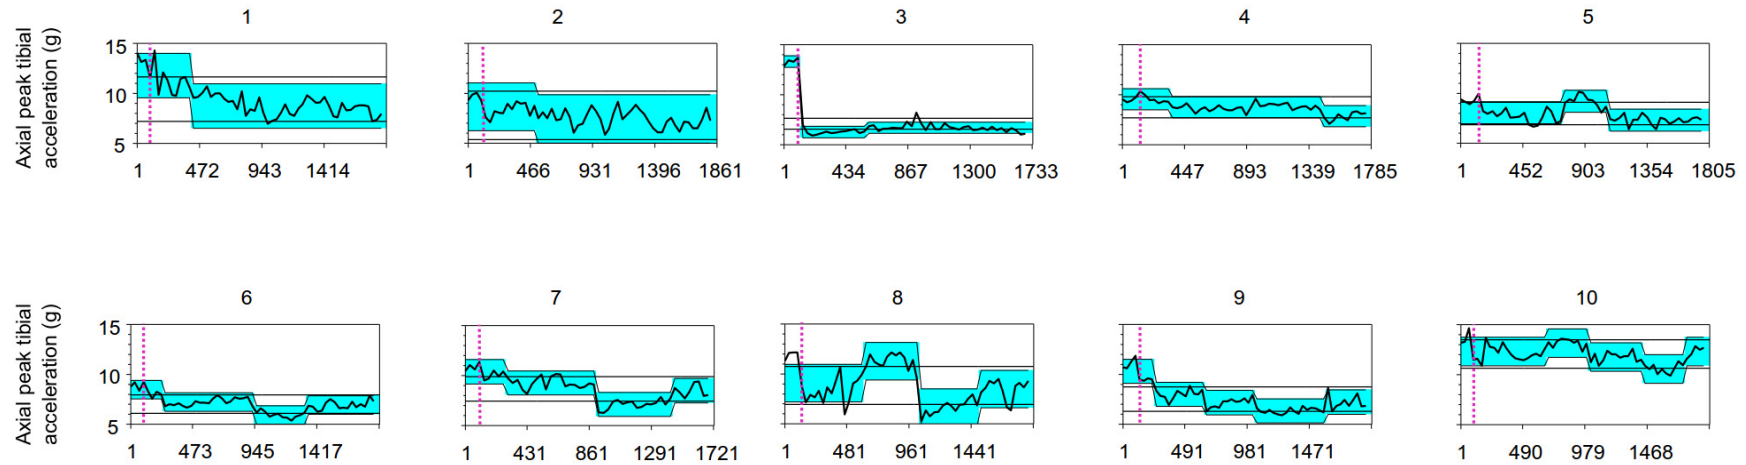 1 2 3 4 5
Axial peak tibial
acceleration (g)
15
10
5
1 472 943 1414
1 466 931 1396 1861
1 434 867 1300 1733
1 447 893 1339 1785
1 452 903 1354 1805
6 7 8 9 10
Axial peak tibial
acceleration (g)
15
10
5
1 473 945 1417
1 431 861 1291 1721
1 481 961 1441
1 491 981 1471
1 490 979 1468